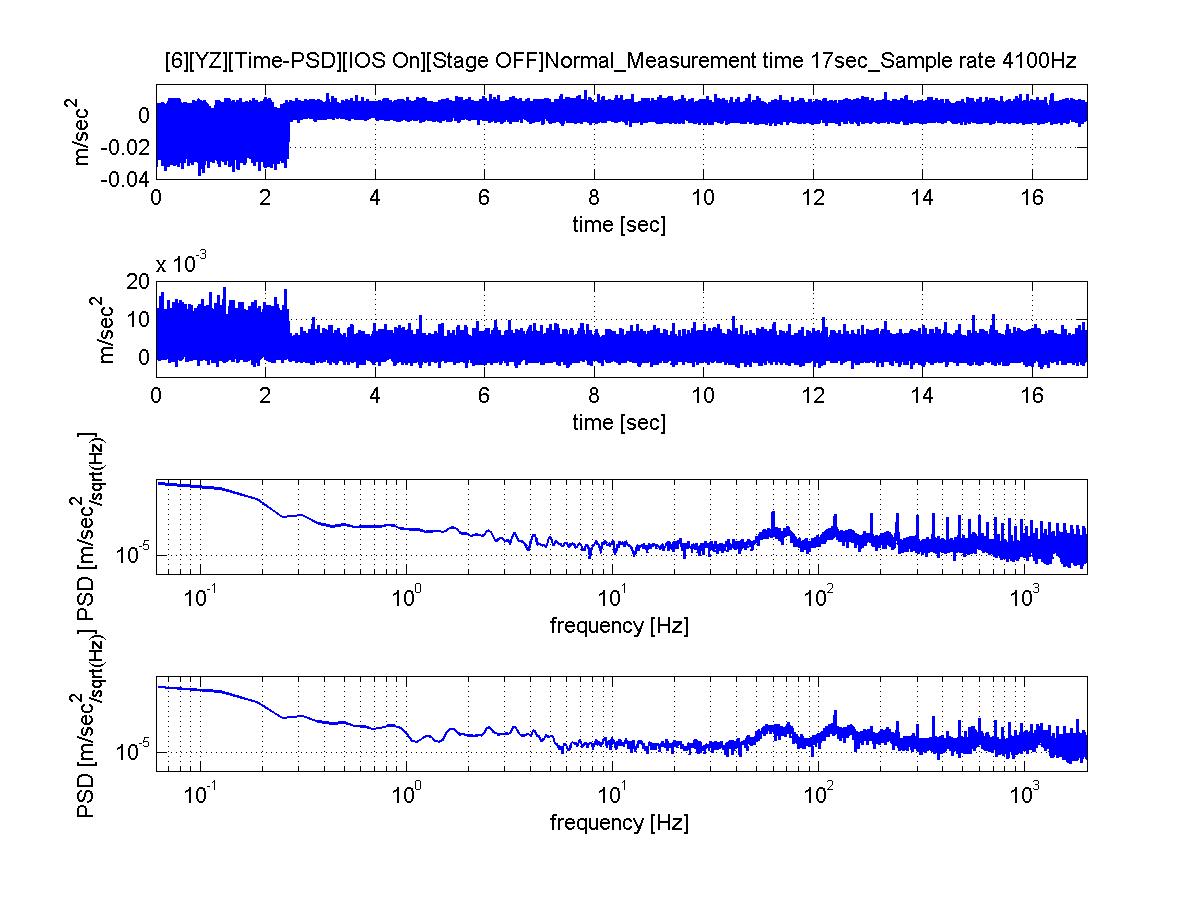 [6][YZ][Time-PSD][IOS On][Stage OFF]Normal_Measurement time 17sec_Sample rate 4100Hz
m/sec²
0
-0.02
-0.04
0 2 4 6 8 10 12 14 16
time [sec]
x 10⁻³
m/sec²
20
10
0
0 2 4 6 8 10 12 14 16
time [sec]
PSD [m/sec²/sqrt(Hz)]
10⁻⁵
10⁻¹ 10⁰ 10¹ 10² 10³
frequency [Hz]
PSD [m/sec²/sqrt(Hz)]
10⁻⁵
10⁻¹ 10⁰ 10¹ 10² 10³
frequency [Hz]